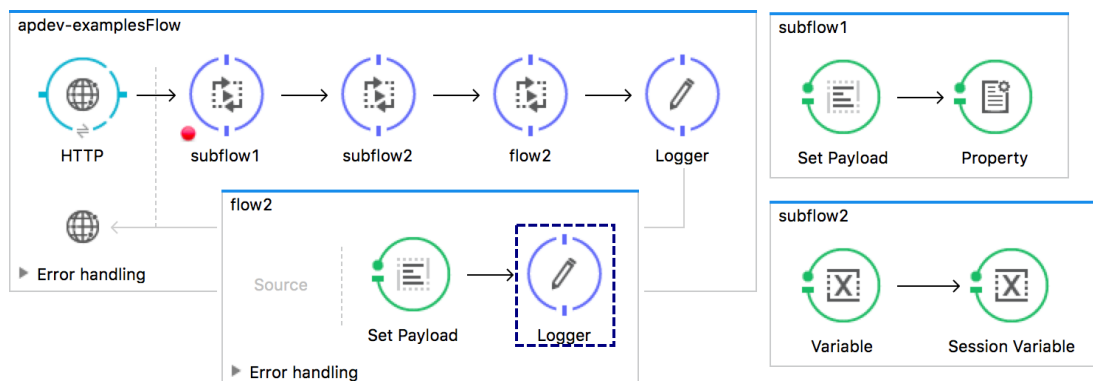 apdev-examplesFlow
HTTP
subflow1
subflow2
flow2
Logger
Error handling
flow2
Source
Set Payload
Logger
Error handling
subflow1
Set Payload
Property
subflow2
Variable
Session Variable